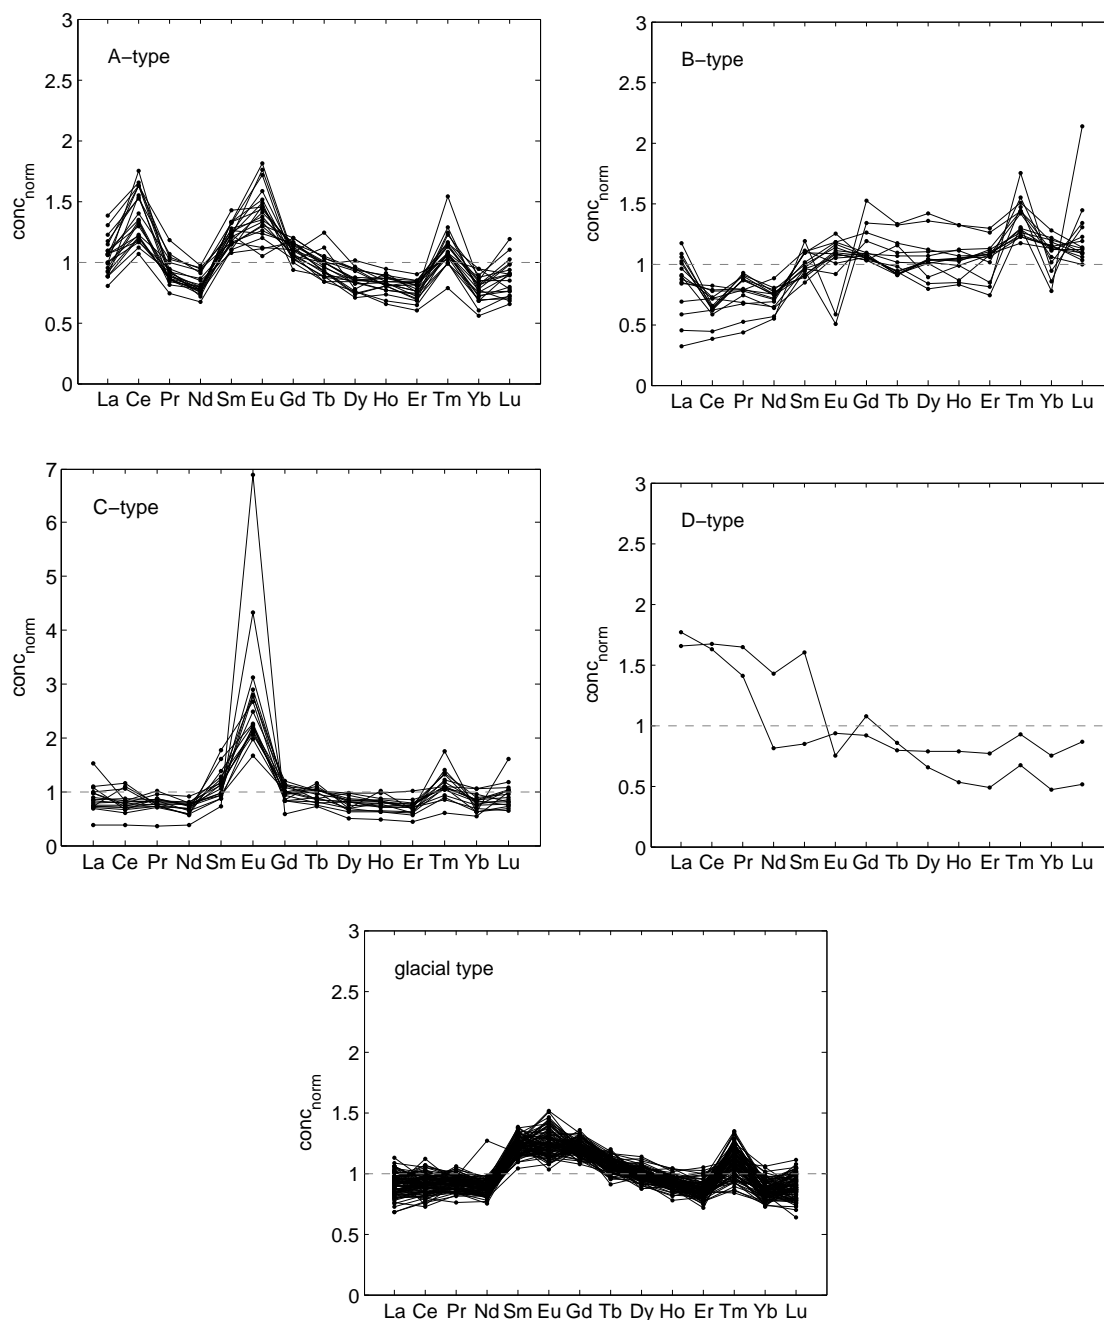 A−type
3
2.5
2
1.5
1
0.5
0
conc_norm
La Ce Pr Nd Sm Eu Gd Tb Dy Ho Er Tm Yb Lu
B−type
3
2.5
2
1.5
1
0.5
0
conc_norm
La Ce Pr Nd Sm Eu Gd Tb Dy Ho Er Tm Yb Lu
C−type
7
6
5
4
3
2
1
0
conc_norm
La Ce Pr Nd Sm Eu Gd Tb Dy Ho Er Tm Yb Lu
D−type
3
2.5
2
1.5
1
0.5
0
conc_norm
La Ce Pr Nd Sm Eu Gd Tb Dy Ho Er Tm Yb Lu
glacial type
3
2.5
2
1.5
1
0.5
0
conc_norm
La Ce Pr Nd Sm Eu Gd Tb Dy Ho Er Tm Yb Lu